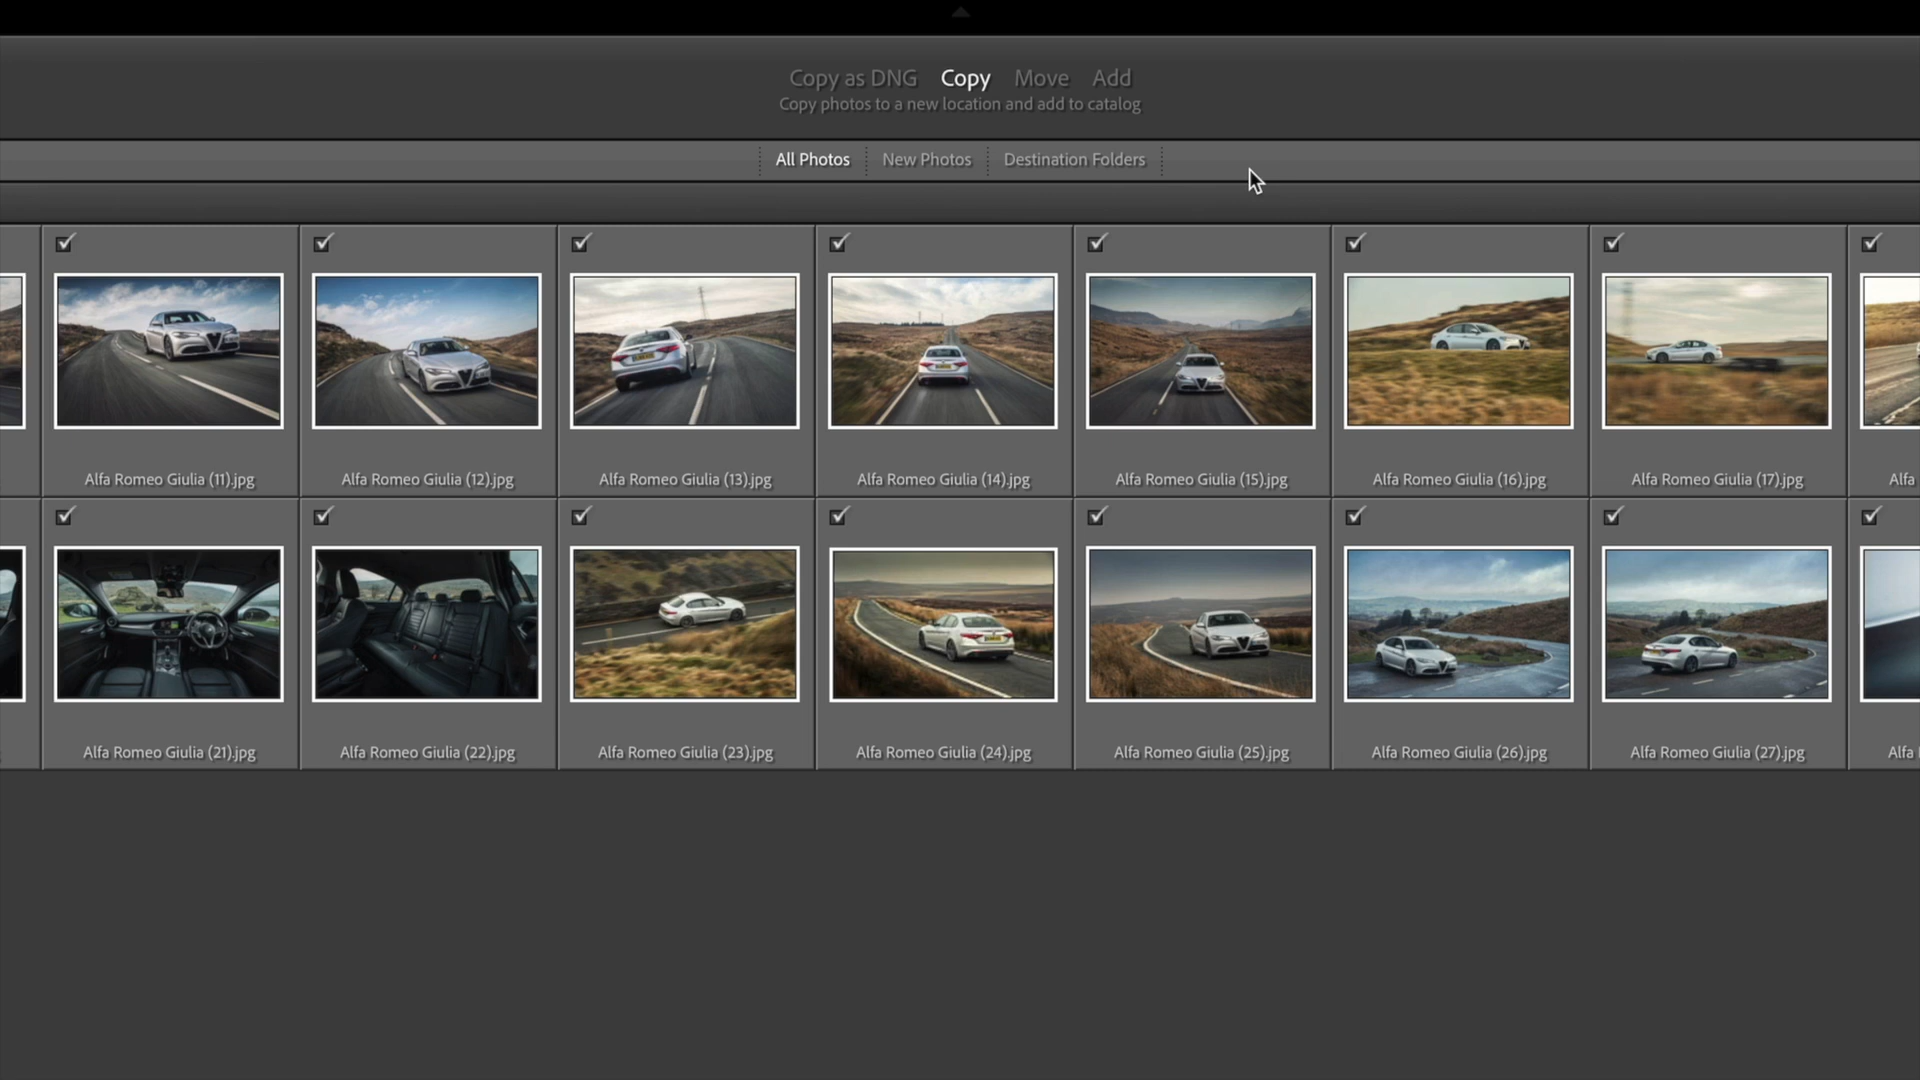 Copy as DNG Copy Move Add
Copy photos to a new location and add to catalog
All Photos New Photos Destination Folders
Alfa Romeo Giulia (11).jpg Alfa Romeo Giulia (12).jpg Alfa Romeo Giulia (13).jpg Alfa Romeo Giulia (14).jpg Alfa Romeo Giulia (15).jpg Alfa Romeo Giulia (16).jpg Alfa Romeo Giulia (17).jpg Alfa
Alfa Romeo Giulia (21).jpg Alfa Romeo Giulia (22).jpg Alfa Romeo Giulia (23).jpg Alfa Romeo Giulia (24).jpg Alfa Romeo Giulia (25).jpg Alfa Romeo Giulia (26).jpg Alfa Romeo Giulia (27).jpg Alfa